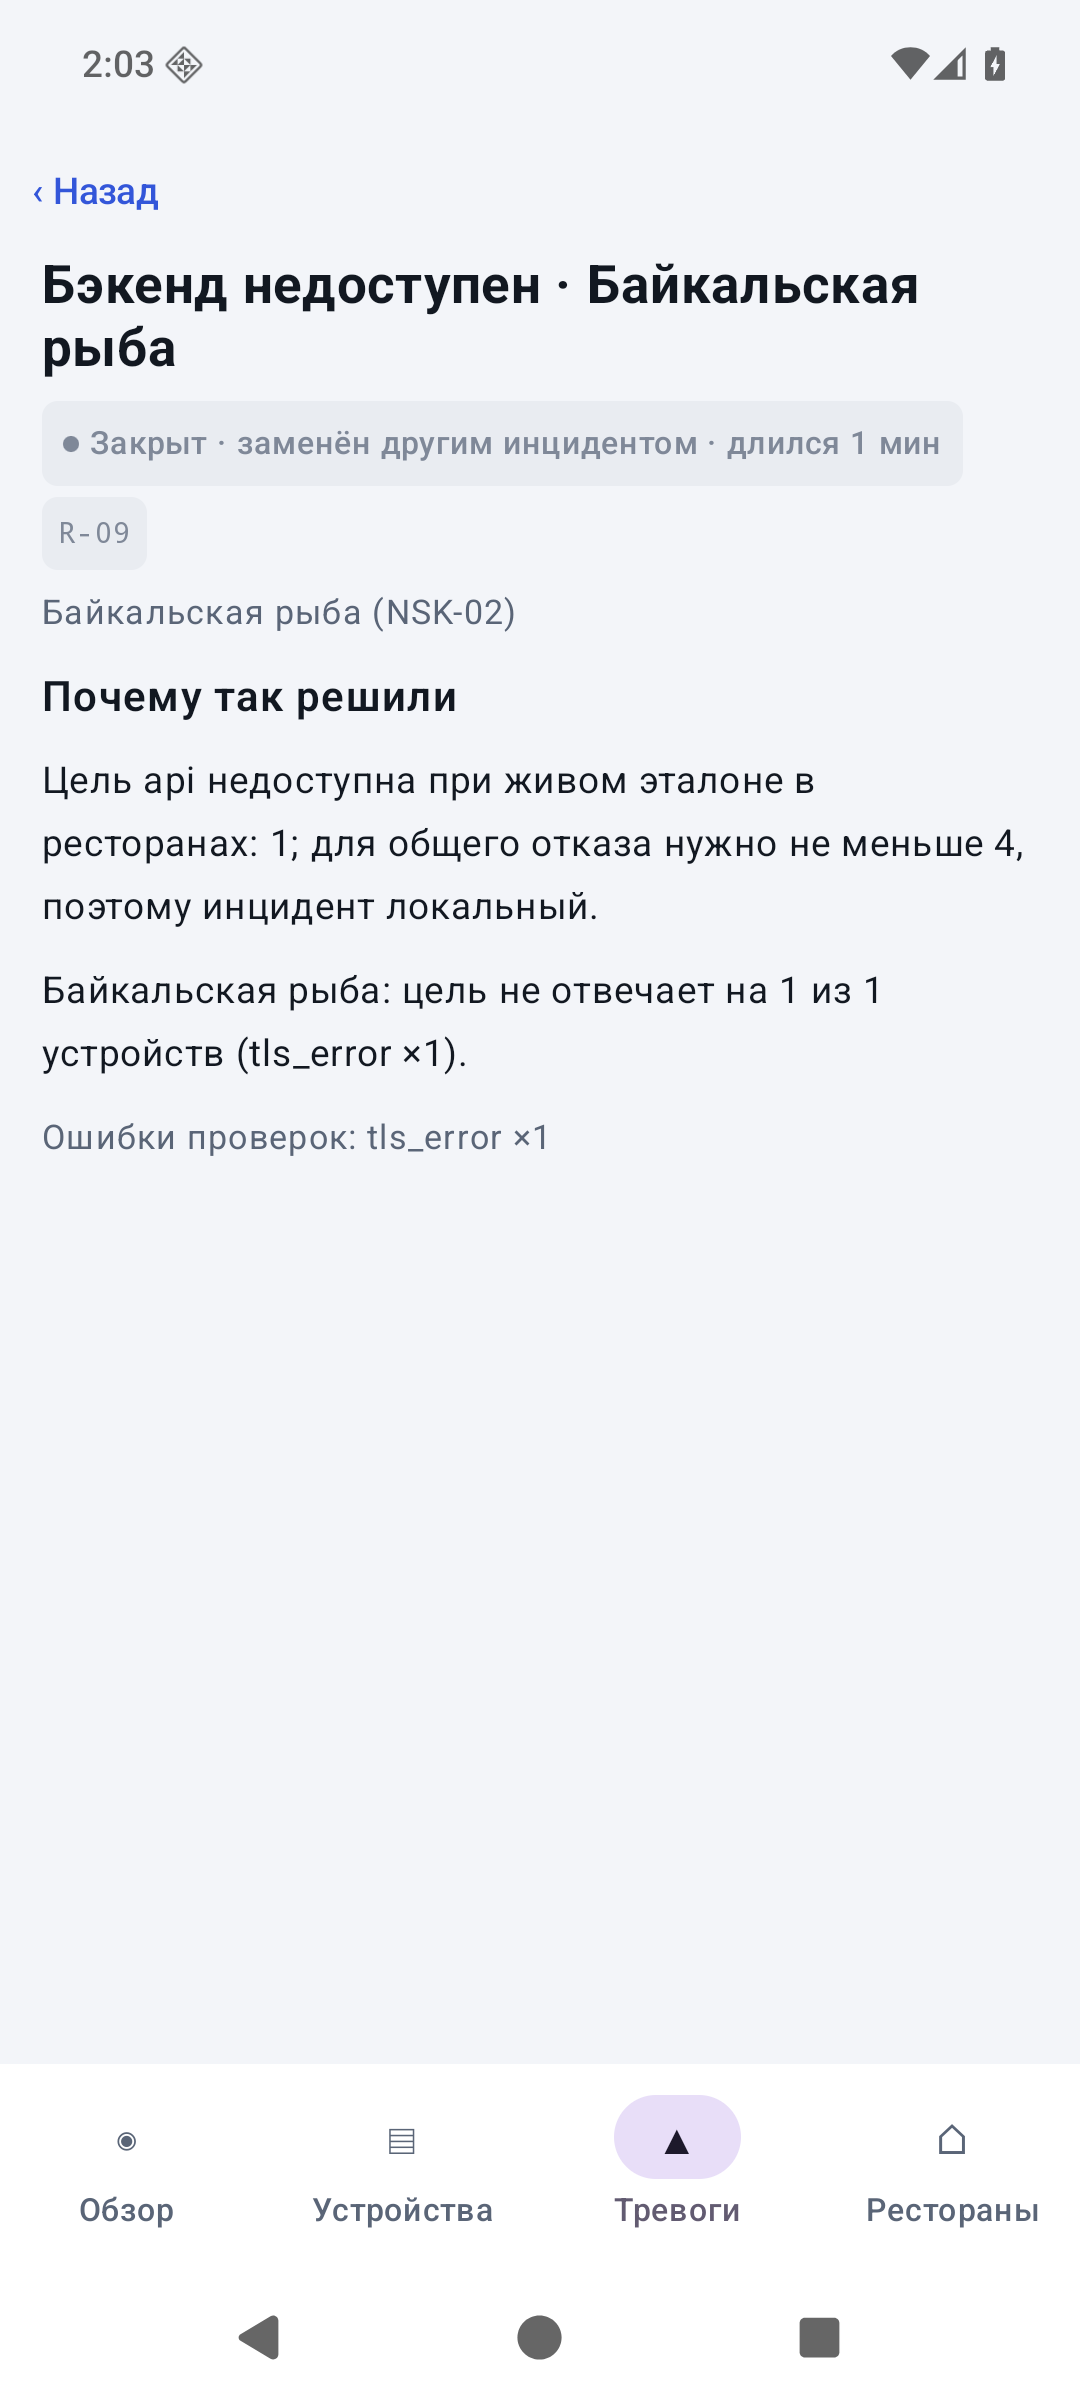 2:03
‹ Назад
Бэкенд недоступен · Байкальская
рыба
Закрыт · заменён другим инцидентом · длился 1 мин
R-09
Байкальская рыба (NSK-02)
Почему так решили
Цель api недоступна при живом эталоне в
ресторанах: 1; для общего отказа нужно не меньше 4,
поэтому инцидент локальный.
Байкальская рыба: цель не отвечает на 1 из 1
устройств (tls_error ×1).
Ошибки проверок: tls_error ×1
Обзор
Устройства
Тревоги
Рестораны